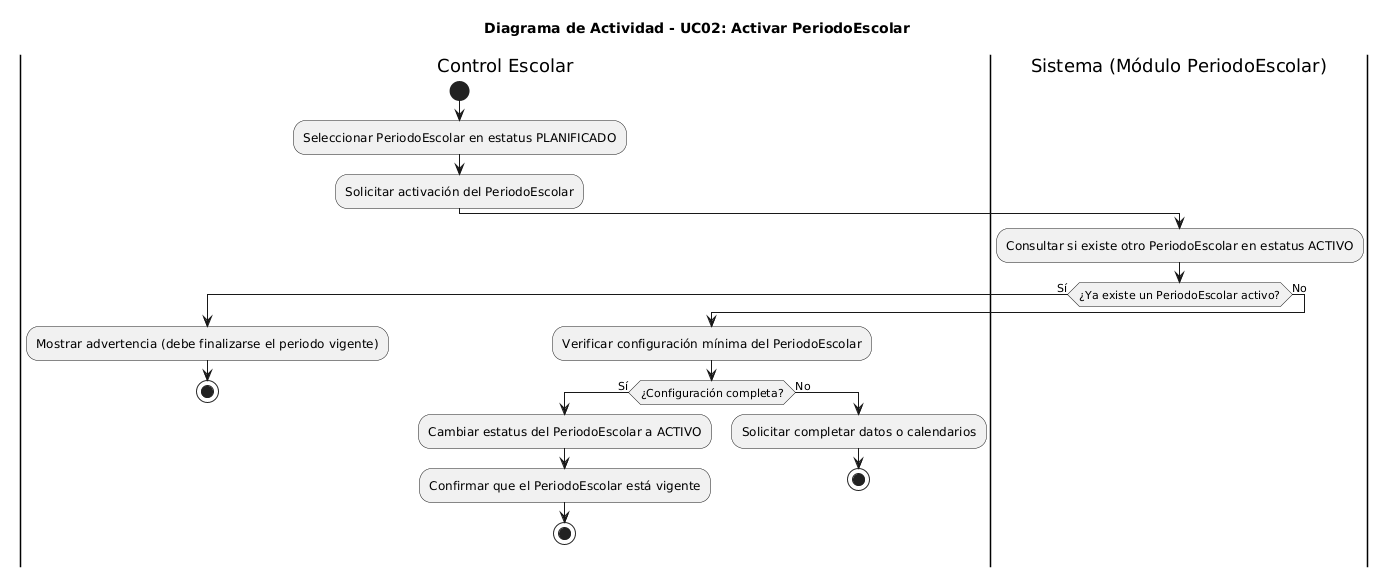 Diagrama de Actividad - UC02: Activar PeriodoEscolar
Control Escolar
Sistema (Módulo PeriodoEscolar)
Seleccionar PeriodoEscolar en estatus PLANIFICADO
Solicitar activación del PeriodoEscolar
Consultar si existe otro PeriodoEscolar en estatus ACTIVO
Sí
¿Ya existe un PeriodoEscolar activo?
No
Mostrar advertencia (debe finalizarse el periodo vigente)
Verificar configuración mínima del PeriodoEscolar
Sí
¿Configuración completa?
No
Cambiar estatus del PeriodoEscolar a ACTIVO
Solicitar completar datos o calendarios
Confirmar que el PeriodoEscolar está vigente